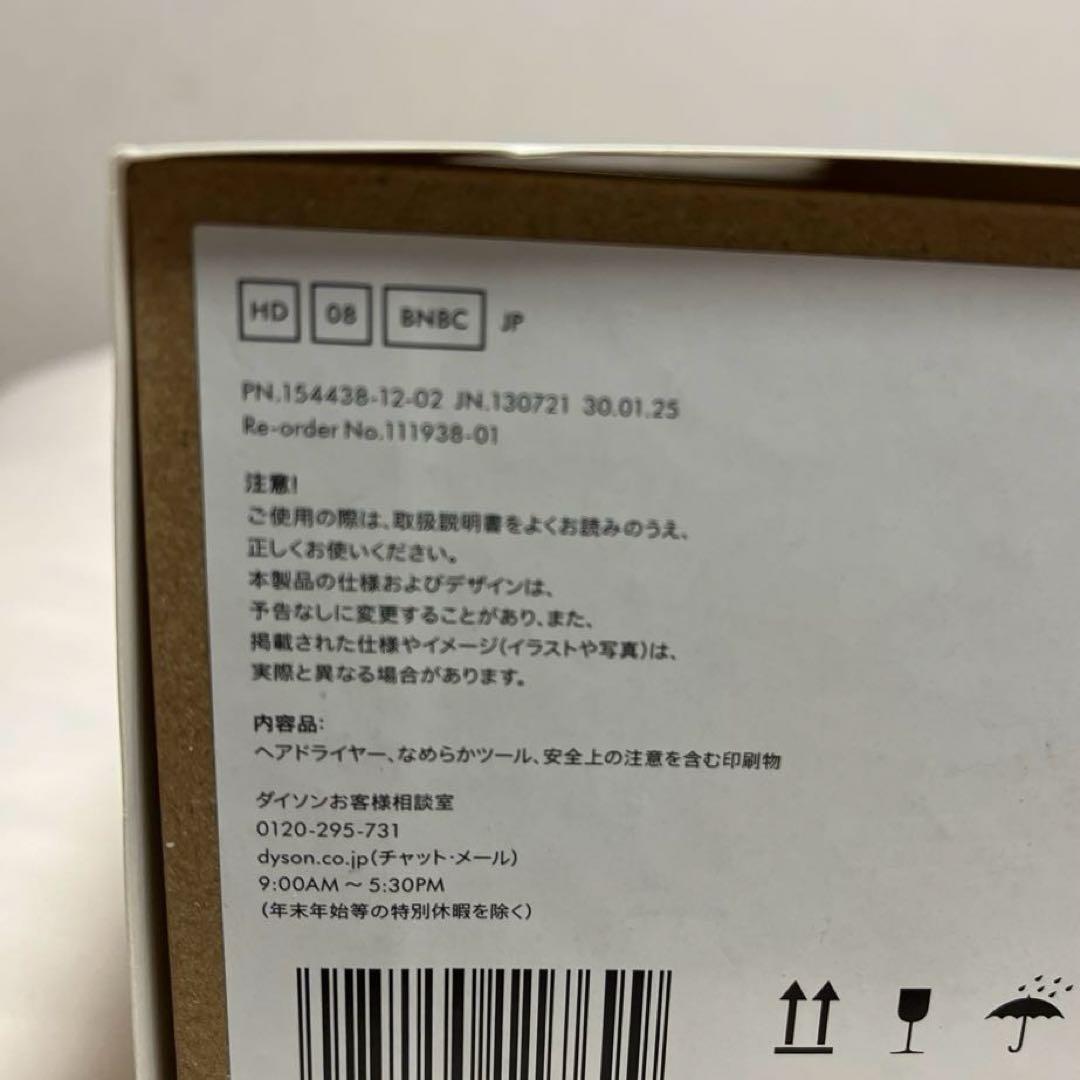 HD 08 BNBC JP
PN.154438-12-02 JN.130721 30.01.25
Re-order No.111938-01
注意!
ご使用の際は、取扱説明書をよくお読みのうえ、
正しくお使いください。
本製品の仕様およびデザインは、
予告なしに変更することがあり、また、
掲載された仕様やイメージ(イラストや写真)は、
実際と異なる場合があります。
内容品:
ヘアドライヤー、なめらかツール、安全上の注意を含む印刷物
ダイソンお客様相談室
0120-295-731
dyson.co.jp(チャット・メール)
9:00AM ~ 5:30PM
(年末年始等の特別休暇を除く)